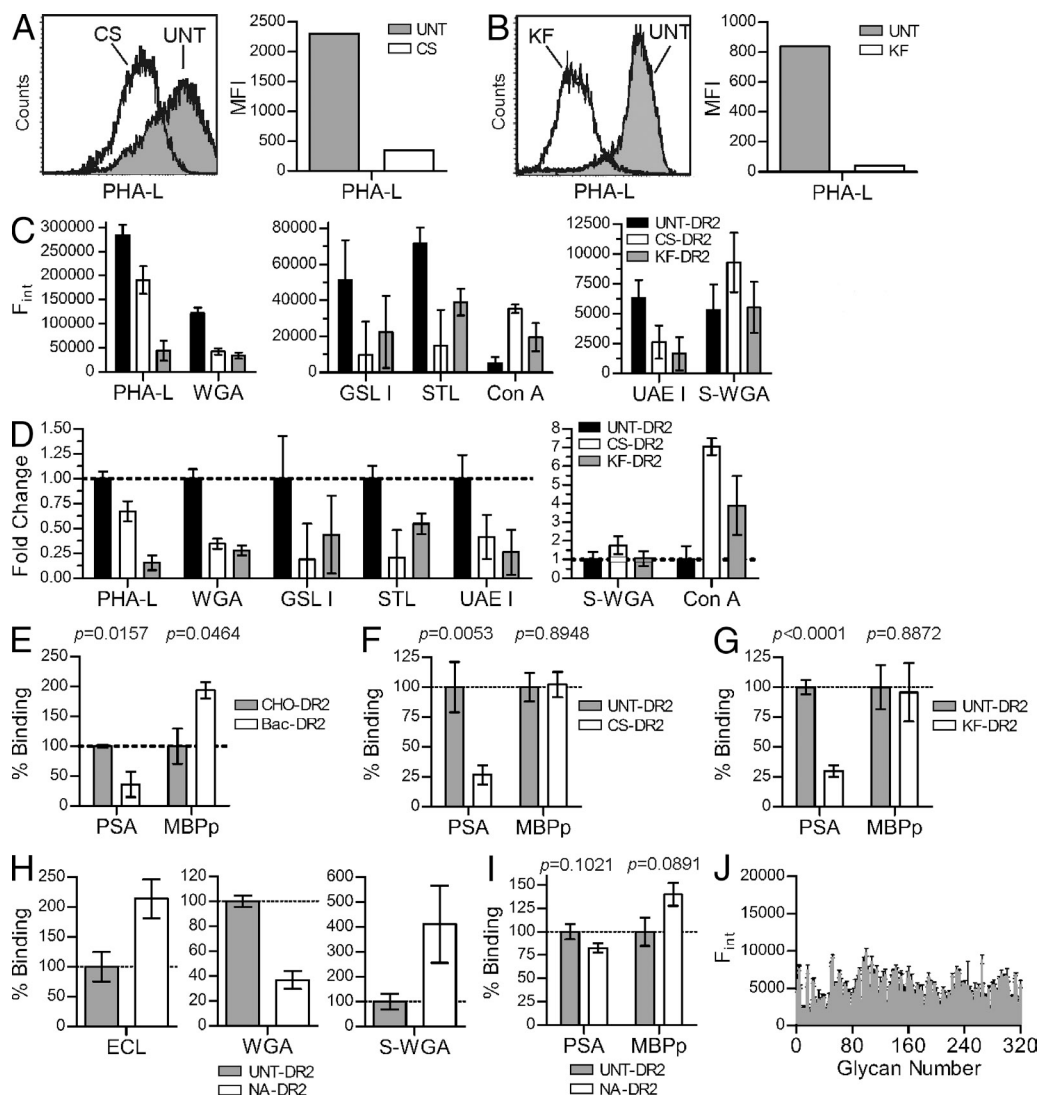 A
Counts
CS
UNT
PHA-L
MFI
2500
2000
1500
1000
500
0
UNT
CS
PHA-L
B
Counts
KF
UNT
PHA-L
MFI
1000
800
600
400
200
0
UNT
KF
PHA-L
C
Fint
300000
250000
200000
150000
100000
50000
0
PHA-L WGA
80000
60000
40000
20000
0
GSL I STL Con A
12500
10000
7500
5000
2500
0
UNT-DR2
CS-DR2
KF-DR2
UAE I S-WGA
D
Fold Change
1.50
1.25
1.00
0.75
0.50
0.25
0.00
PHA-L WGA GSL I STL UAE I
8
7
6
5
4
3
2
1
0
UNT-DR2
CS-DR2
KF-DR2
S-WGA Con A
E
p=0.0157 p=0.0464
% Binding
250
200
150
100
50
0
CHO-DR2
Bac-DR2
PSA MBPp
F
p=0.0053 p=0.8948
% Binding
125
100
75
50
25
0
UNT-DR2
CS-DR2
PSA MBPp
G
p<0.0001 p=0.8872
% Binding
125
100
75
50
25
0
UNT-DR2
KF-DR2
PSA MBPp
H
% Binding
250
200
150
100
50
0
ECL
120
100
80
60
40
20
0
WGA
600
500
400
300
200
100
0
S-WGA
UNT-DR2
NA-DR2
I
p=0.1021 p=0.0891
% Binding
150
125
100
75
50
25
0
PSA MBPp
UNT-DR2
NA-DR2
J
Fint
20000
15000
10000
5000
0
0 80 160 240 320
Glycan Number